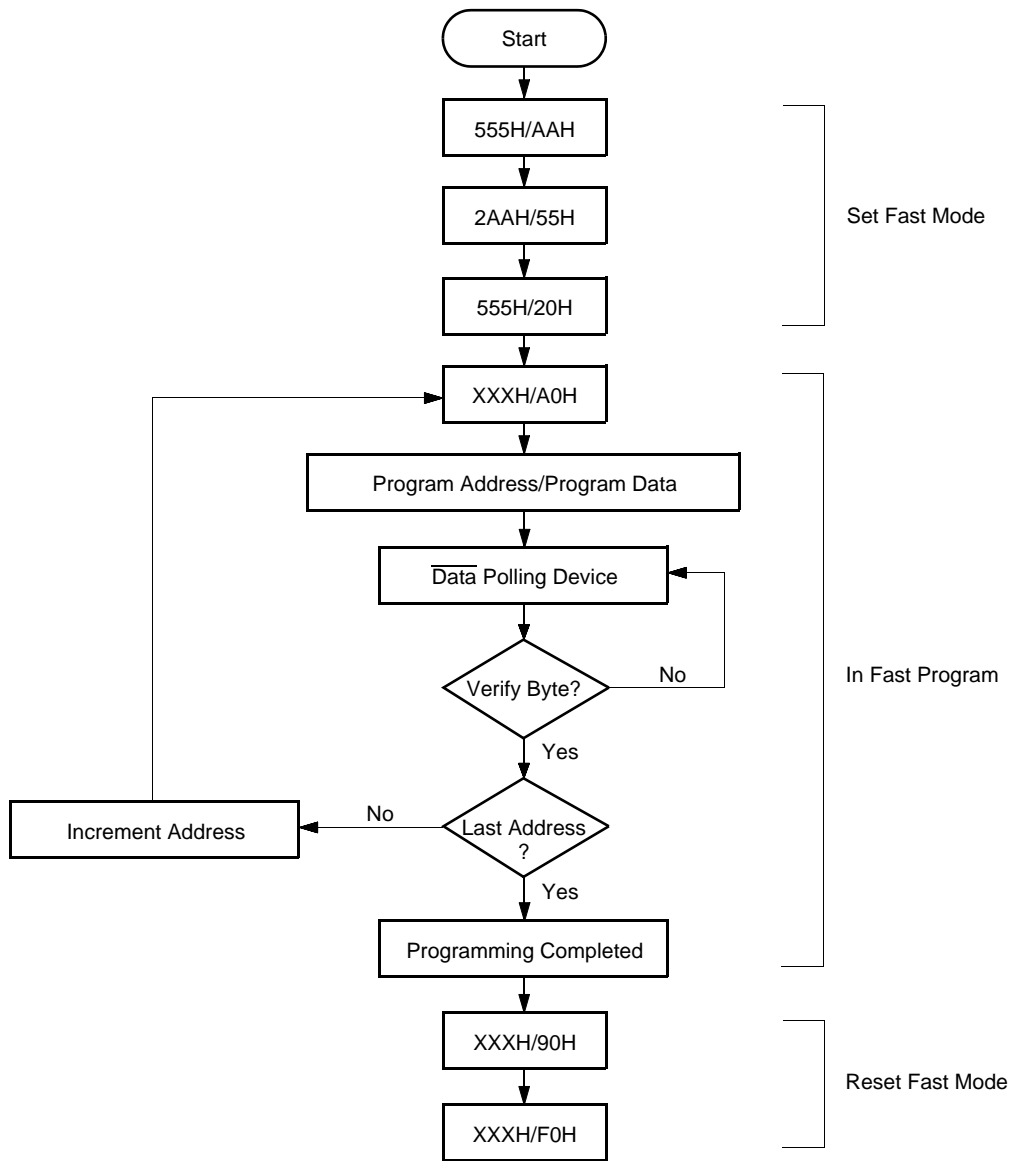 Start
555H/AAH
2AAH/55H
Set Fast Mode
555H/20H
XXXH/A0H
Program Address/Program Data
Data Polling Device
Verify Byte?
No
In Fast Program
Yes
Increment Address
No
Last Address
?
Yes
Programming Completed
XXXH/90H
Reset Fast Mode
XXXH/F0H